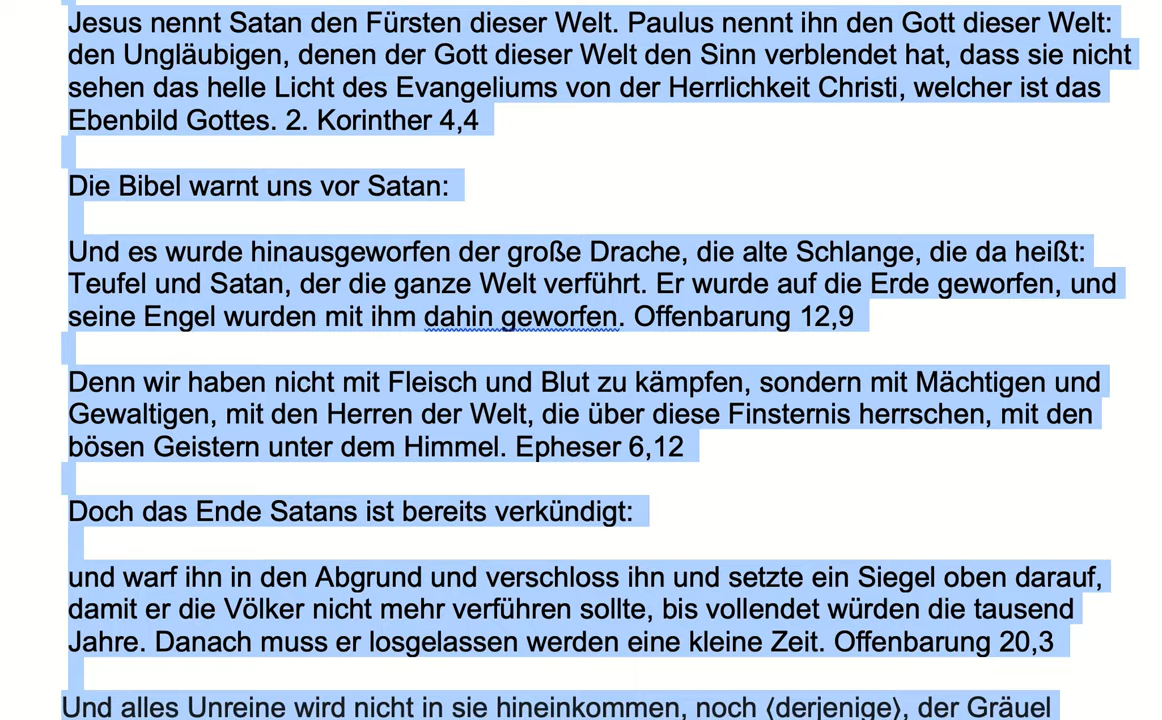 Jesus nennt Satan den Fürsten dieser Welt. Paulus nennt ihn den Gott dieser Welt:
den Ungläubigen, denen der Gott dieser Welt den Sinn verblendet hat, dass sie nicht
sehen das helle Licht des Evangeliums von der Herrlichkeit Christi, welcher ist das
Ebenbild Gottes. 2. Korinther 4,4
Die Bibel warnt uns vor Satan:
Und es wurde hinausgeworfen der große Drache, die alte Schlange, die da heißt:
Teufel und Satan, der die ganze Welt verführt. Er wurde auf die Erde geworfen, und
seine Engel wurden mit ihm dahin geworfen. Offenbarung 12,9
Denn wir haben nicht mit Fleisch und Blut zu kämpfen, sondern mit Mächtigen und
Gewaltigen, mit den Herren der Welt, die über diese Finsternis herrschen, mit den
bösen Geistern unter dem Himmel. Epheser 6,12
Doch das Ende Satans ist bereits verkündigt:
und warf ihn in den Abgrund und verschloss ihn und setzte ein Siegel oben darauf,
damit er die Völker nicht mehr verführen sollte, bis vollendet würden die tausend
Jahre. Danach muss er losgelassen werden eine kleine Zeit. Offenbarung 20,3
Und alles Unreine wird nicht in sie hineinkommen, noch ⟨derjenige⟩, der Gräuel